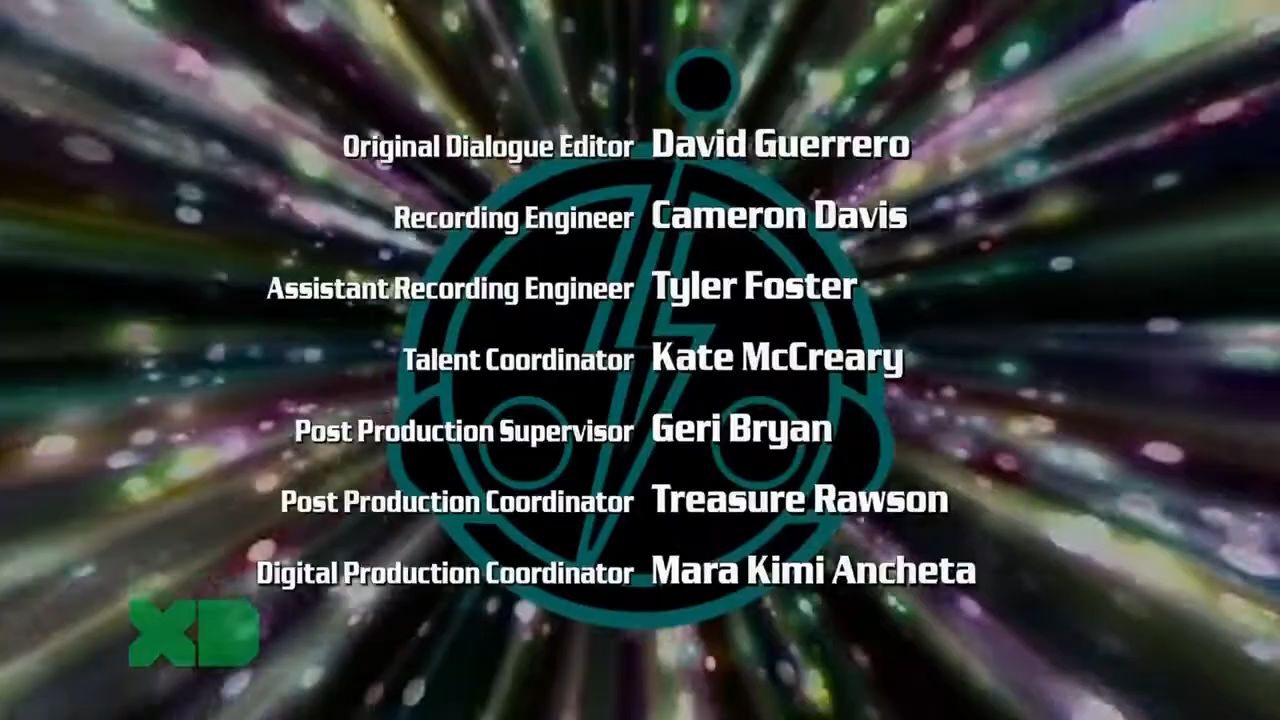 Original Dialogue Editor David Guerrero
Recording Engineer Cameron Davis
Assistant Recording Engineer Tyler Foster
Talent Coordinator Kate McCreary
Post Production Supervisor Geri Bryan
Post Production Coordinator Treasure Rawson
Digital Production Coordinator Mara Kimi Ancheta
XD